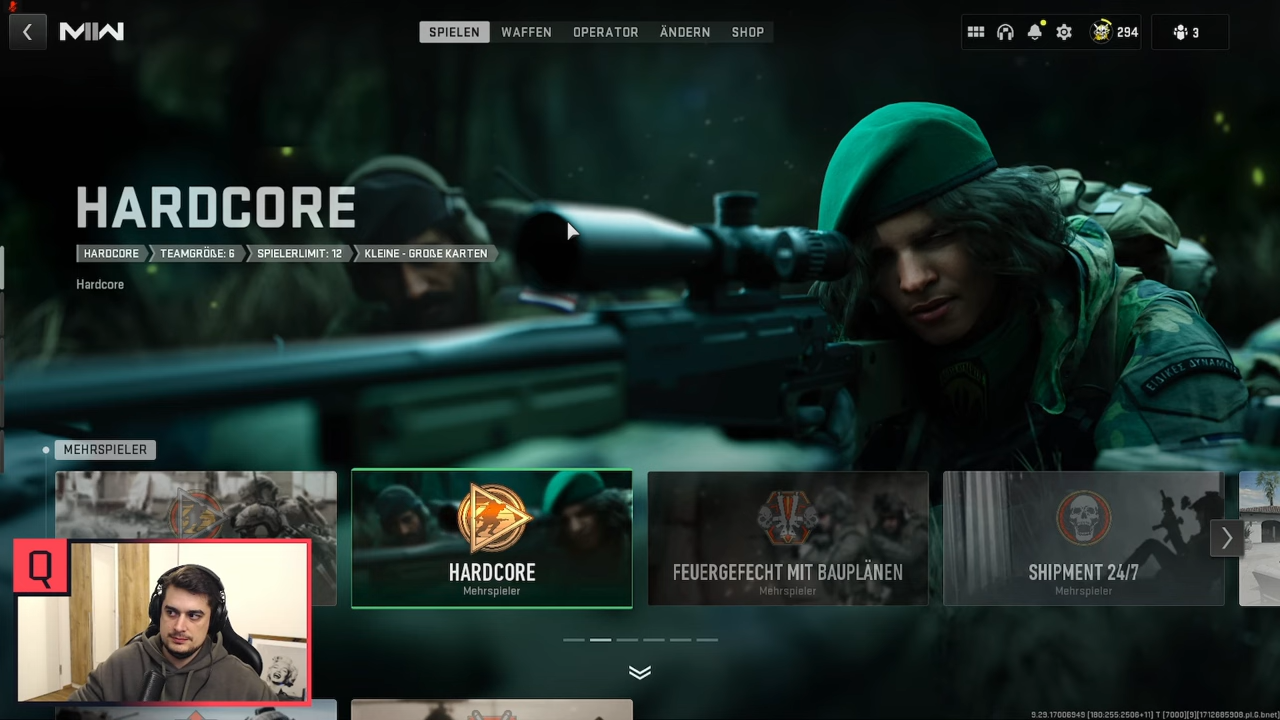 MW
SPIELEN
WAFFEN
OPERATOR
ÄNDERN
SHOP
294
3
HARDCORE
HARDCORE
TEAMGRÖẞE: 6
SPIELERLIMIT: 12
KLEINE - GROẞE KARTEN
Hardcore
MEHRSPIELER
HARDCORE
Mehrspieler
FEUERGEFECHT MIT BAUPLÄNEN
Mehrspieler
SHIPMENT 24/7
Mehrspieler
Q